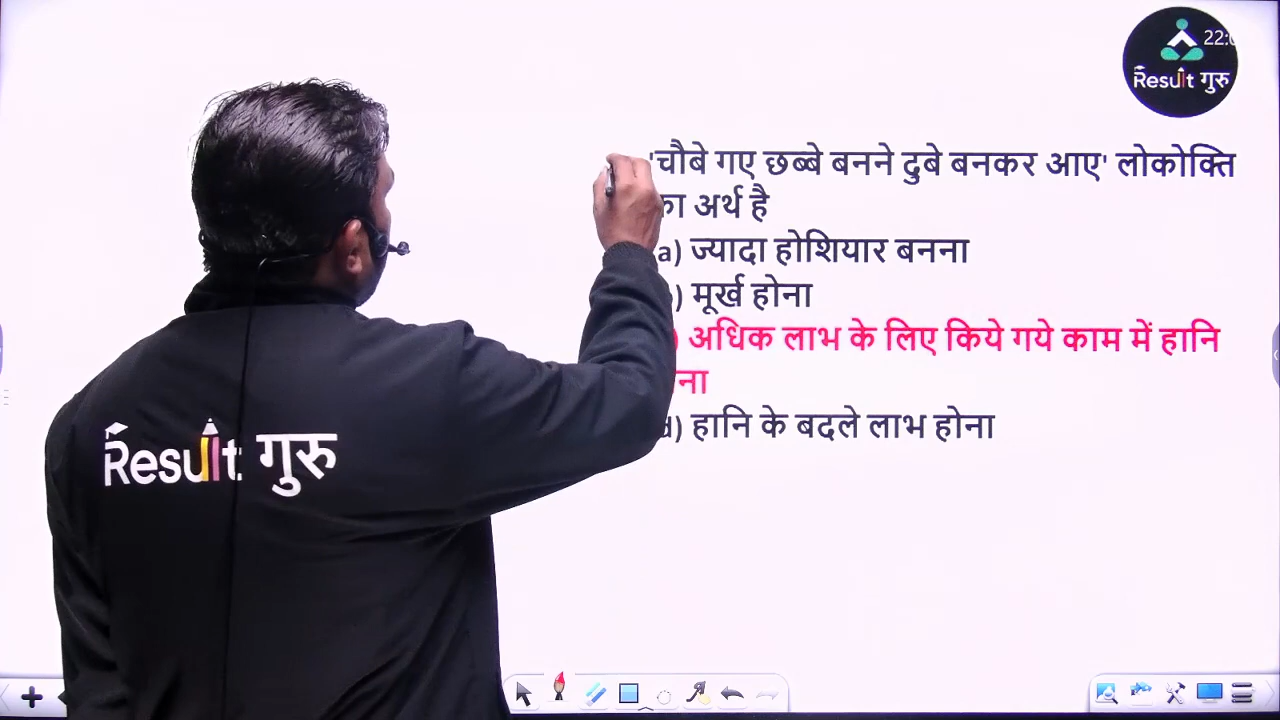 22:0
Result गुरु
'चौबे गए छब्बे बनने दुबे बनकर आए' लोकोक्ति
का अर्थ है
a) ज्यादा होशियार बनना
) मूर्ख होना
) अधिक लाभ के लिए किये गये काम में हानि
ना
d) हानि के बदले लाभ होना
Result गुरु